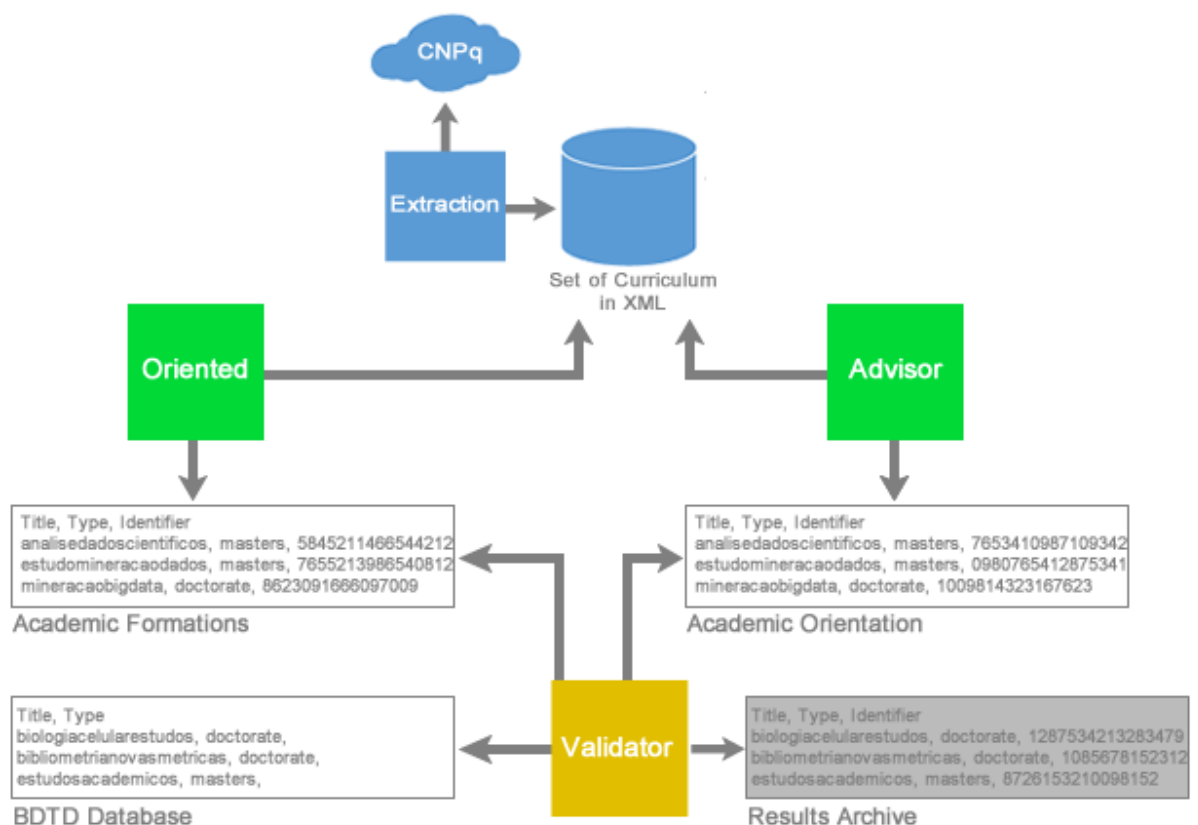 CNPq
Extraction
Set of Curriculum
in XML
Oriented
Advisor
Title, Type, Identifier
analisedadoscientificos, masters, 5845211466544212
estudomineracaodados, masters, 7655213986540812
mineracaobigdata, doctorate, 8623091666097009
Academic Formations
Title, Type, Identifier
analisedadoscientificos, masters, 7653410987109342
estudomineracaodados, masters, 0980765412875341
mineracaobigdata, doctorate, 1009814323167623
Academic Orientation
Title, Type
biologiacelularestudos, doctorate,
bibliometrianovasmetricas, doctorate,
estudosacademicos, masters,
BDTD Database
Validator
Title, Type, Identifier
biologiacelularestudos, doctorate, 12875342132​83479
bibliometrianovasmetricas, doctorate, 1085678152312
estudosacademicos, masters, 8726153210098152
Results Archive